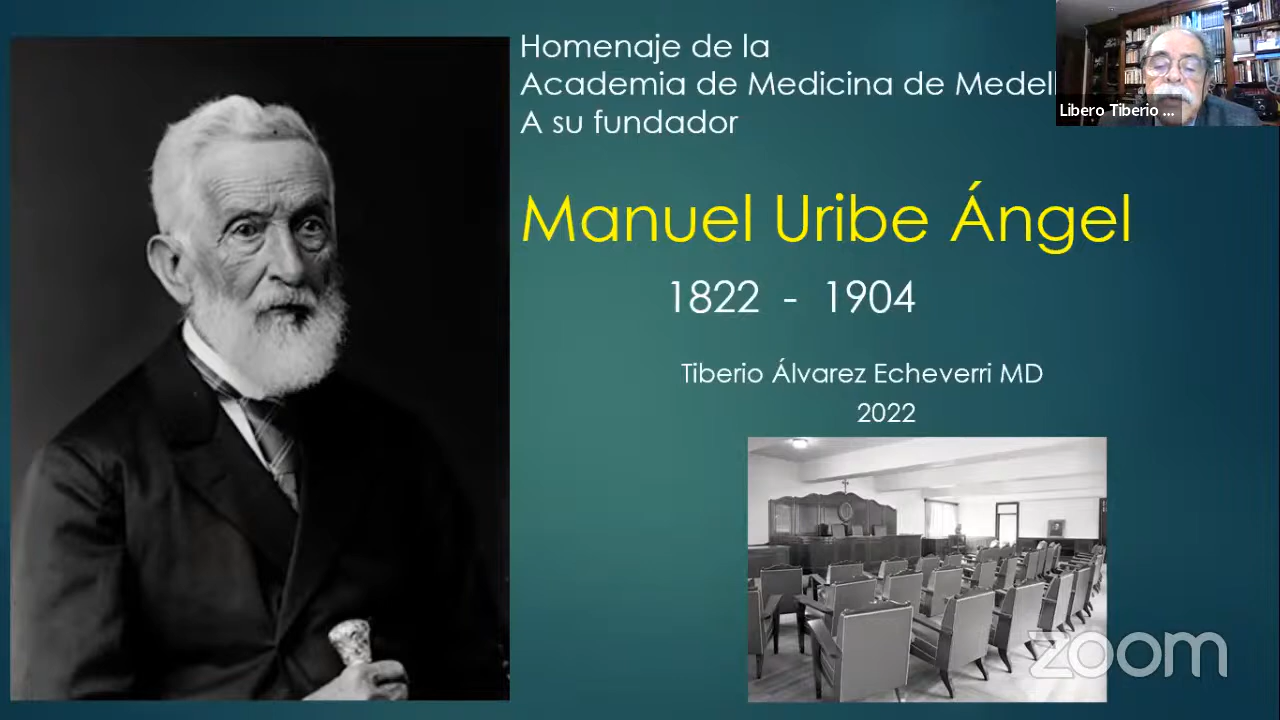 Homenaje de la
Academia de Medicina de Medell
A su fundador
Libero Tiberio ...
Manuel Uribe Ángel
1822 - 1904
Tiberio Álvarez Echeverri MD
2022
zoom